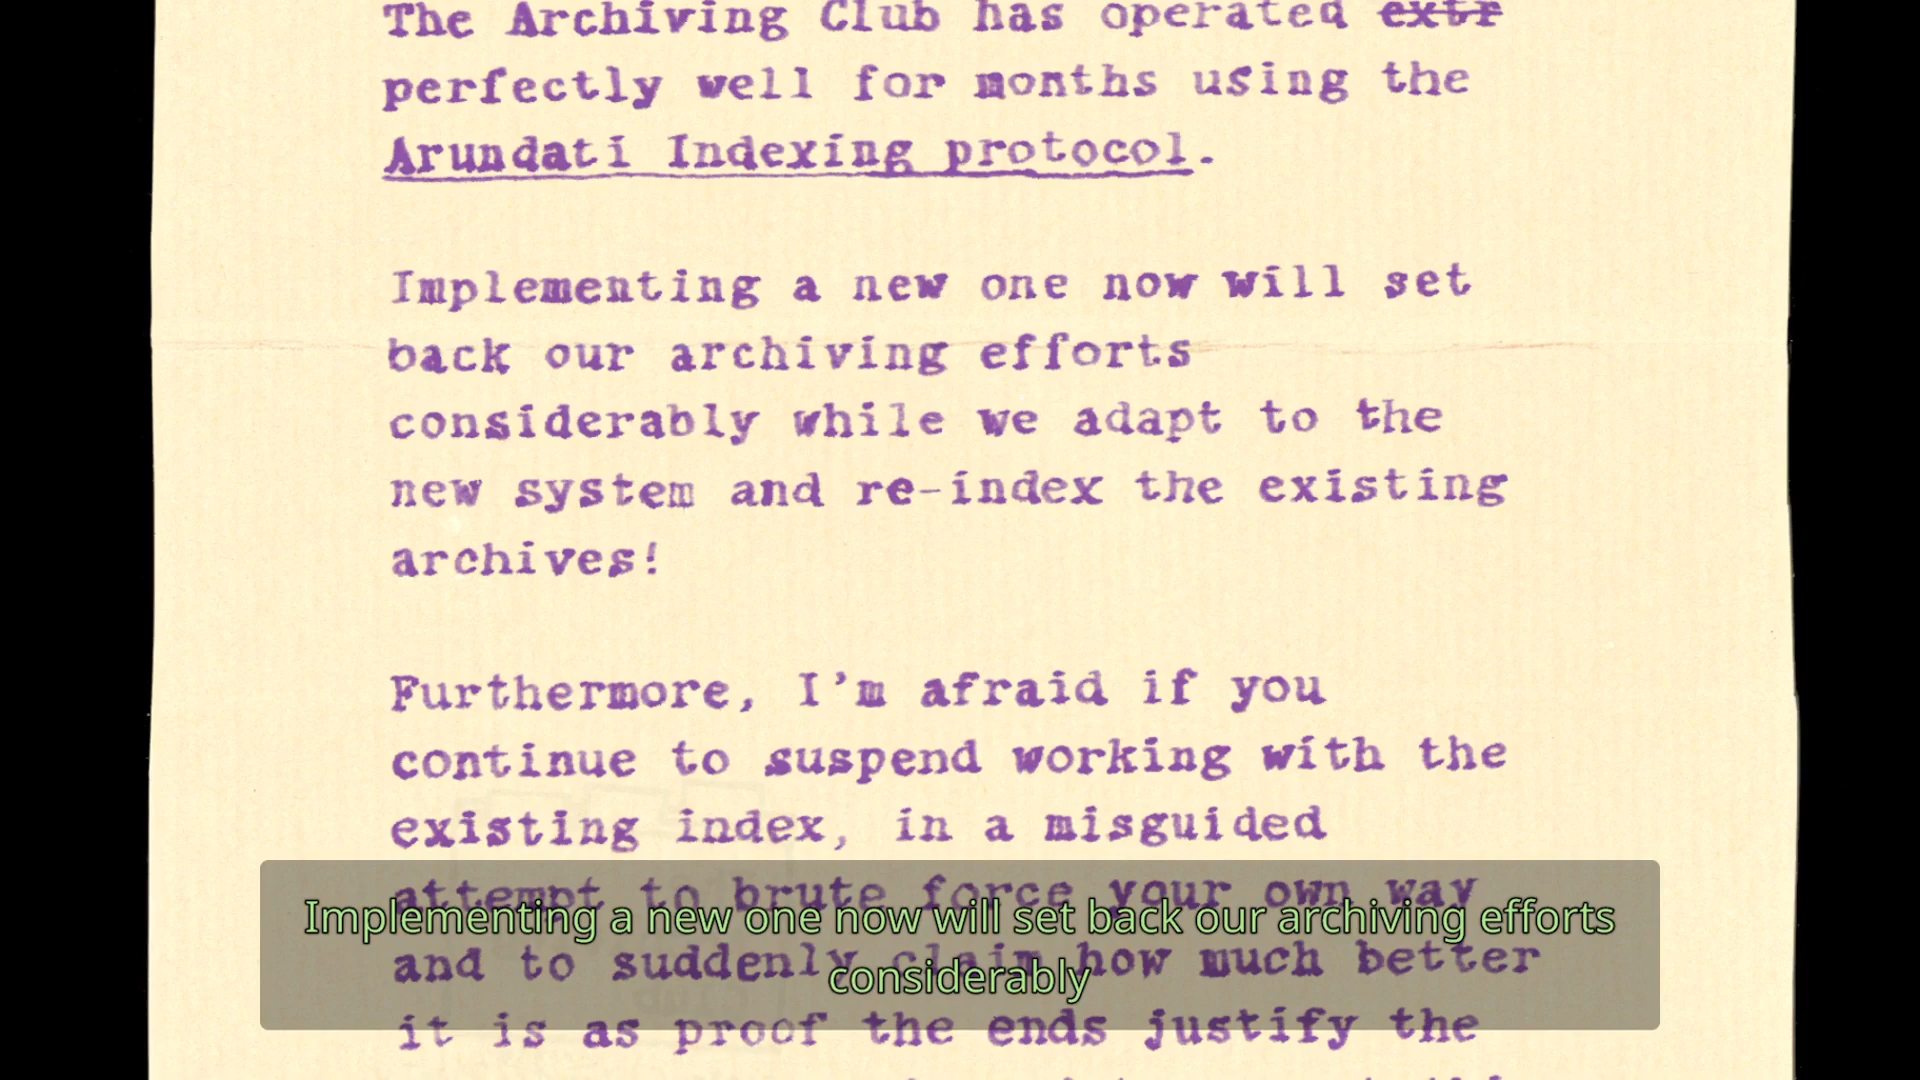 The Archiving Club has operated extr
perfectly well for months using the
Arundati Indexing protocol.
Implementing a new one now will set
back our archiving efforts
considerably while we adapt to the
new system and re-index the existing
archives!
Furthermore, I'm afraid if you
continue to suspend working with the
existing index, in a misguided
attempt to brute force your own way
and to suddenly claim how much better
it is as proof the ends justify the
Implementing a new one now will set back our archiving efforts
considerably